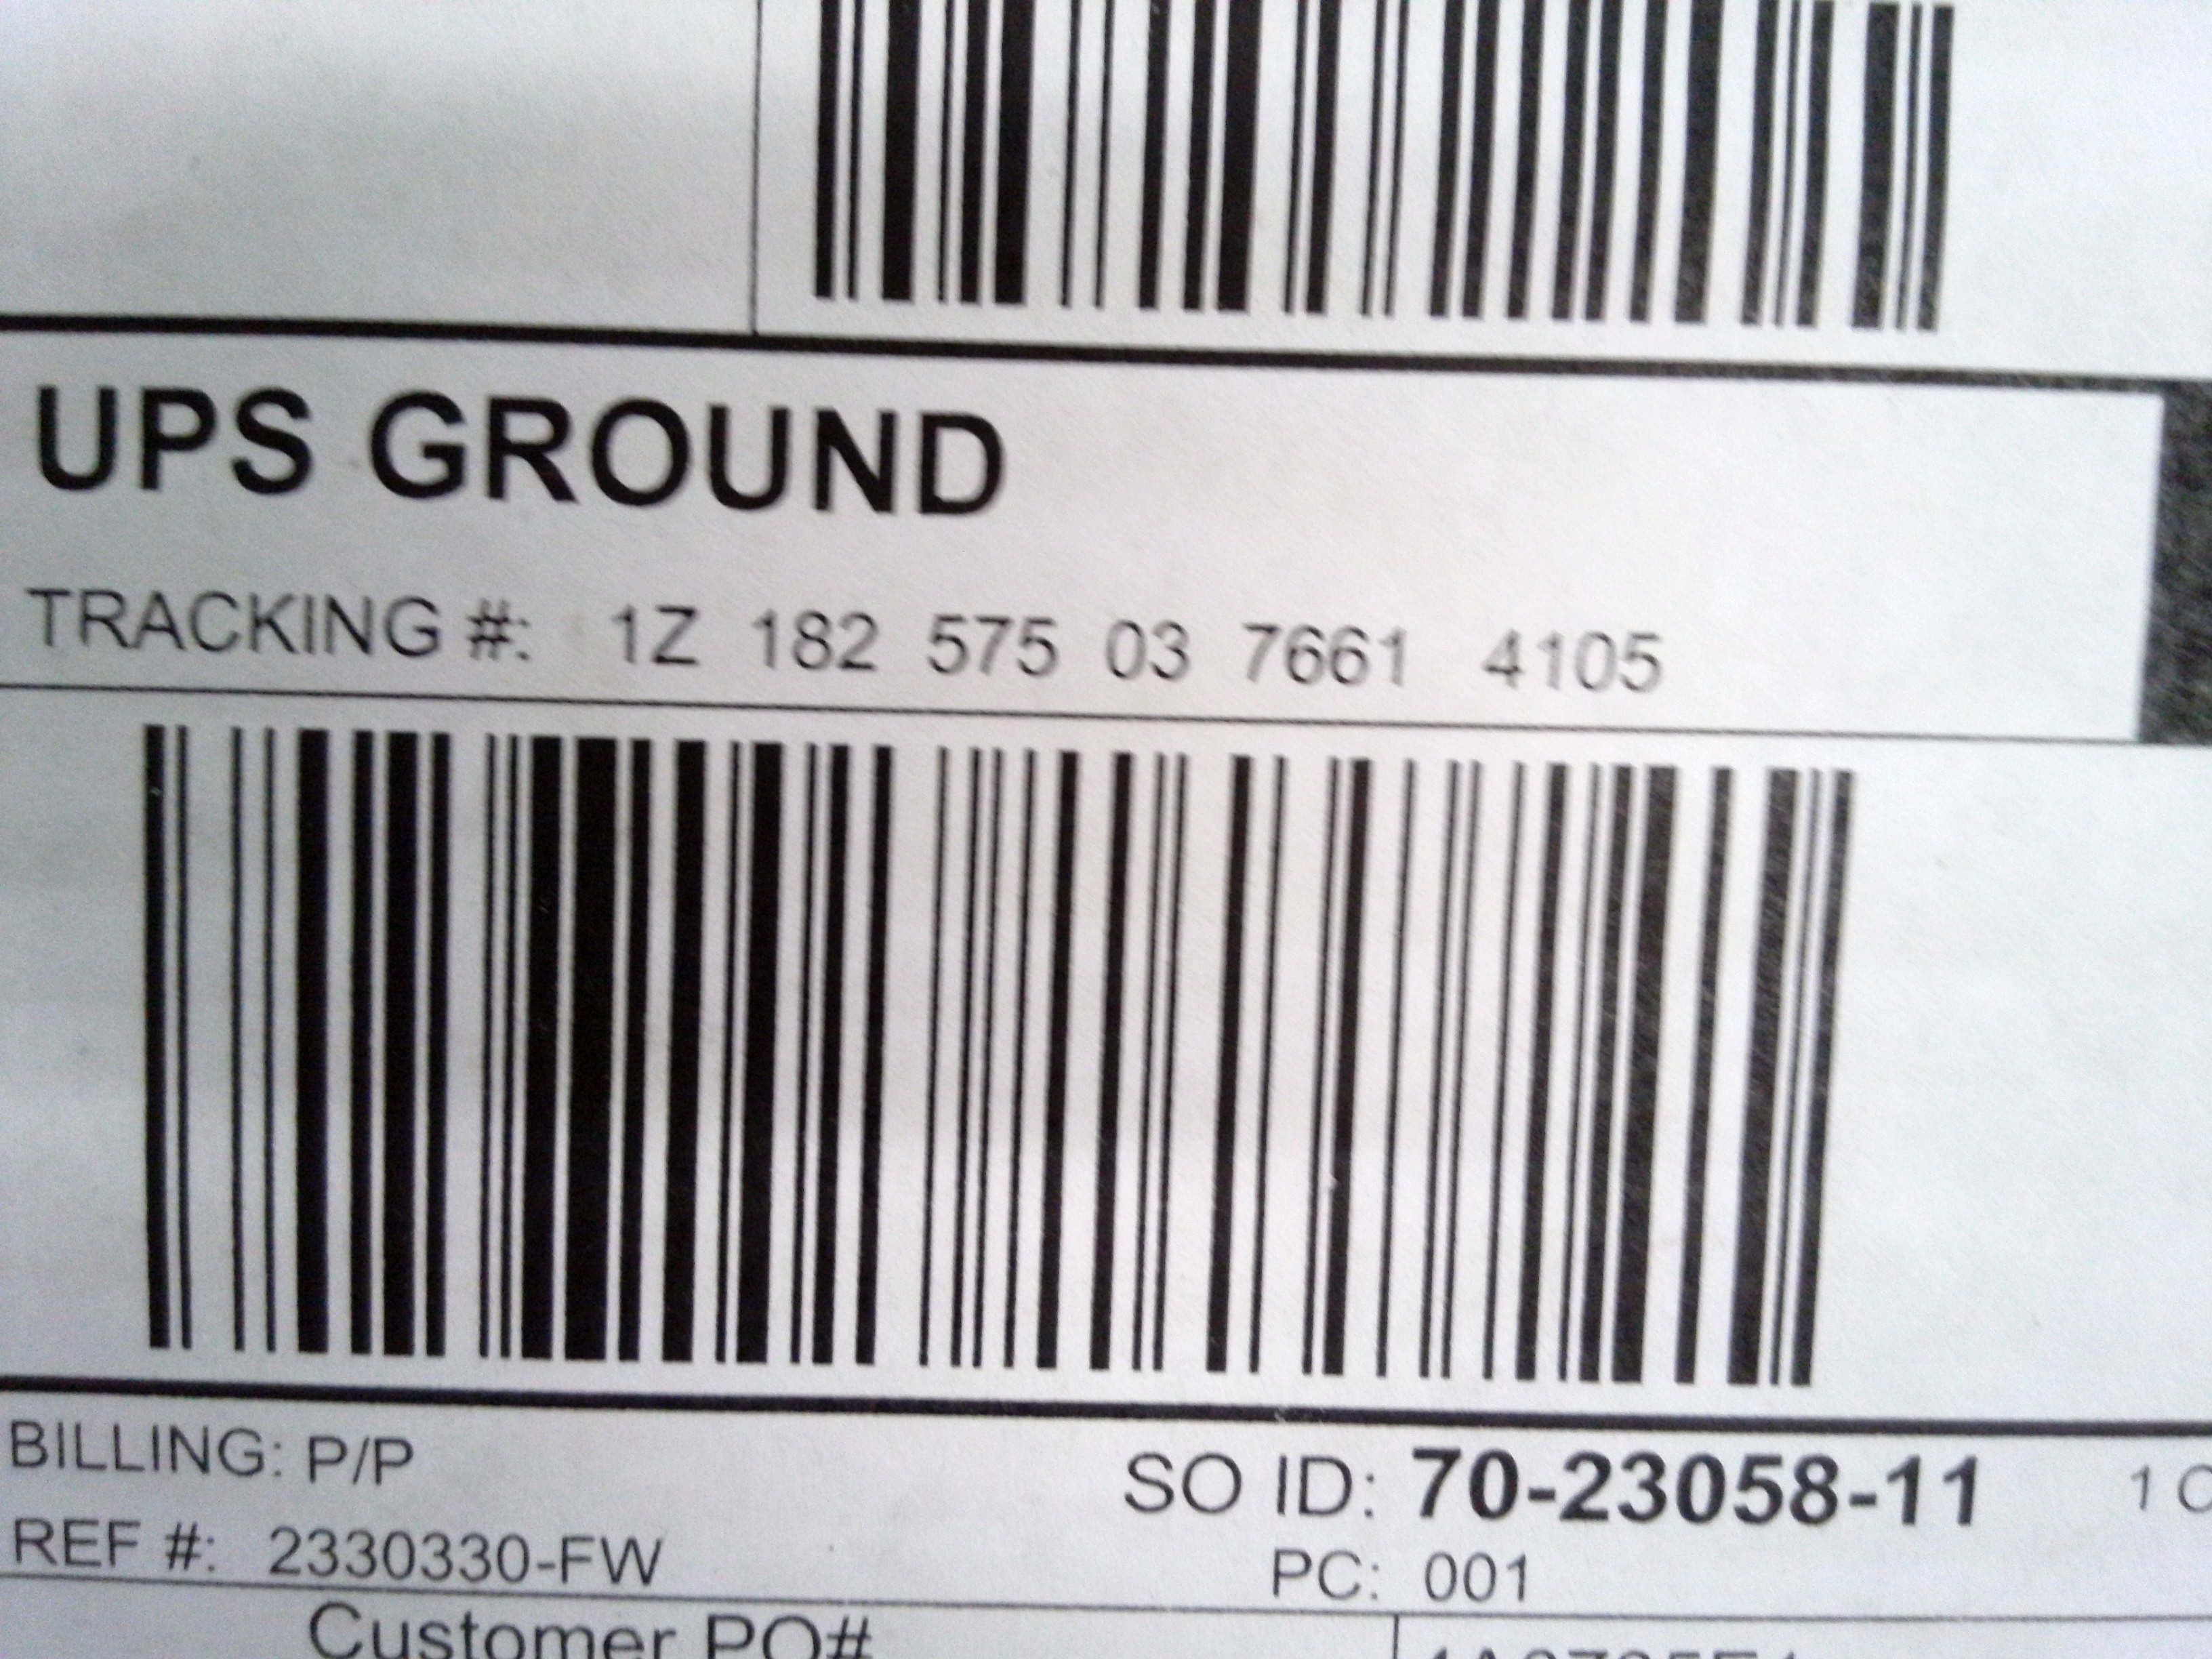 UPS GROUND
TRACKING #: 1Z 182 575 03 7661 4105
BILLING: P/P
SO ID: 70-23058-11
REF #: 2330330-FW
PC: 001
Customer PO#